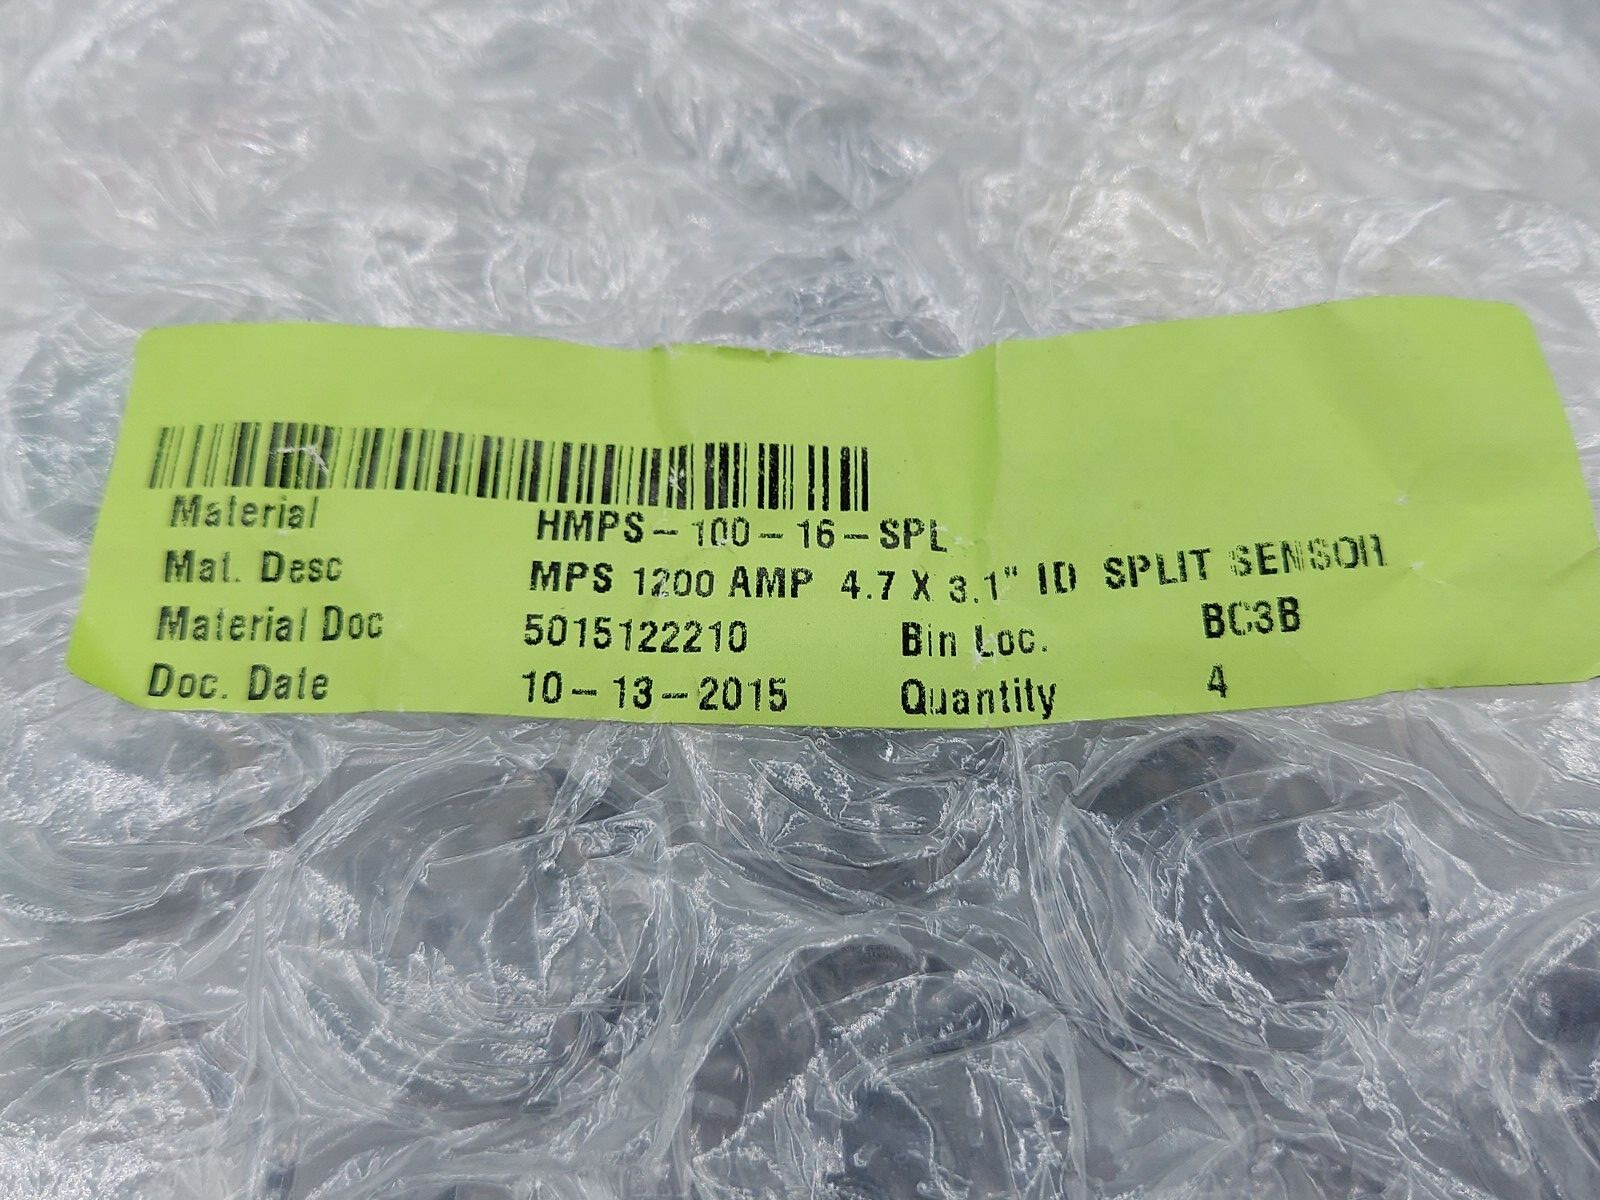 Material HMPS-100-16-SPL
Mat. Desc MPS 1200 AMP 4.7 X 3.1" ID SPLIT SENSOR
Material Doc 5015122210 Bin Loc. BC3B
Doc. Date 10-13-2015 Quantity 4